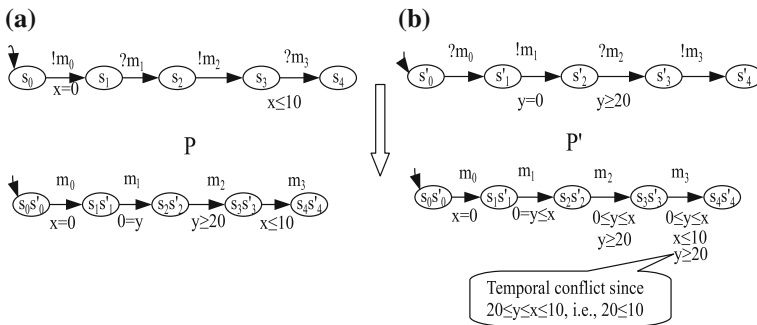 (a)
(b)
!m₀ ?m₁ !m₂ ?m₃
s₀ s₁ s₂ s₃ s₄
x=0 x≤10
?m₀ !m₁ ?m₂ !m₃
s'₀ s'₁ s'₂ s'₃ s'₄
y=0 y≥20
P
P'
m₀ m₁ m₂ m₃
s₀s'₀ s₁s'₁ s₂s'₂ s₃s'₃ s₄s'₄
x=0 0=y y≥20 x≤10
m₀ m₁ m₂ m₃
s₀s'₀ s₁s'₁ s₂s'₂ s₃s'₃ s₄s'₄
x=0 0=y≤x 0≤y≤x 0≤y≤x
y≥20 x≤10
y≥20
Temporal conflict since
20≤y≤x≤10, i.e., 20≤10